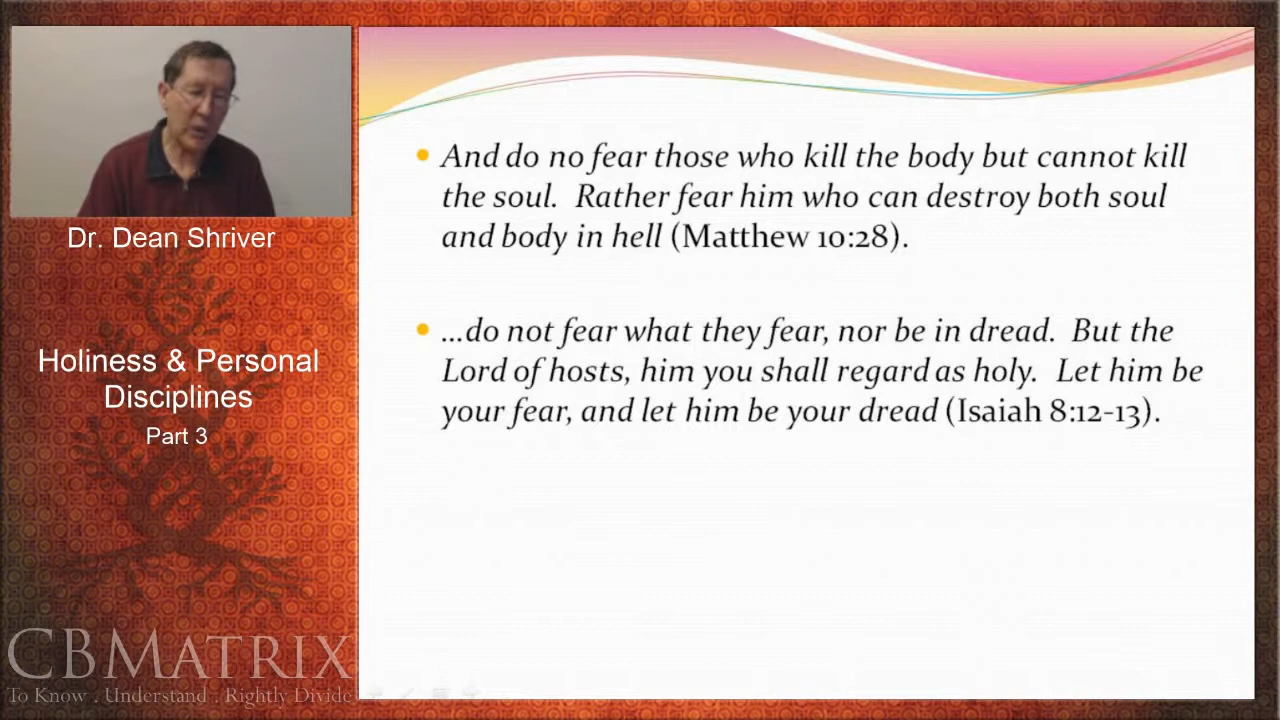 Dr. Dean Shriver
Holiness & Personal
Disciplines
Part 3
CBMATRIX
To Know . Understand . Rightly Divide
• And do no fear those who kill the body but cannot kill
the soul.  Rather fear him who can destroy both soul
and body in hell (Matthew 10:28).
• ...do not fear what they fear, nor be in dread.  But the
Lord of hosts, him you shall regard as holy.  Let him be
your fear, and let him be your dread (Isaiah 8:12-13).